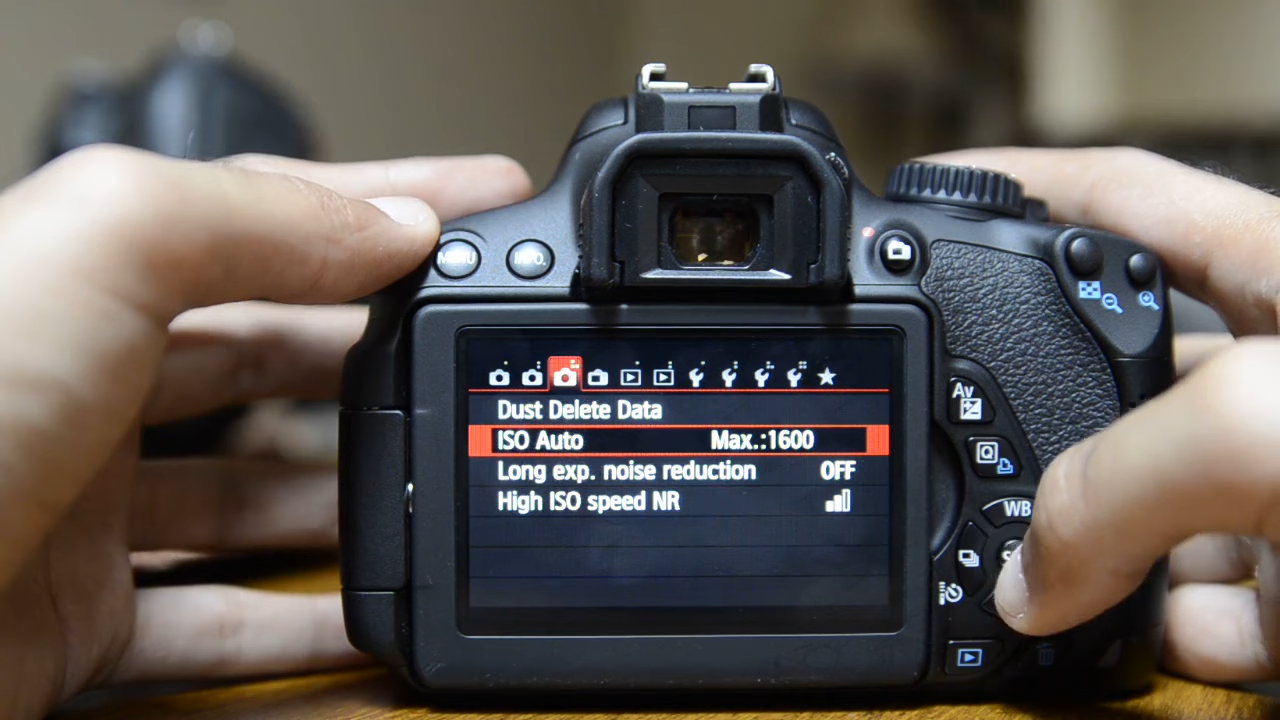 MENU
INFO.
Dust Delete Data
ISO Auto Max.:1600
Long exp. noise reduction OFF
High ISO speed NR
Av
Q
WB